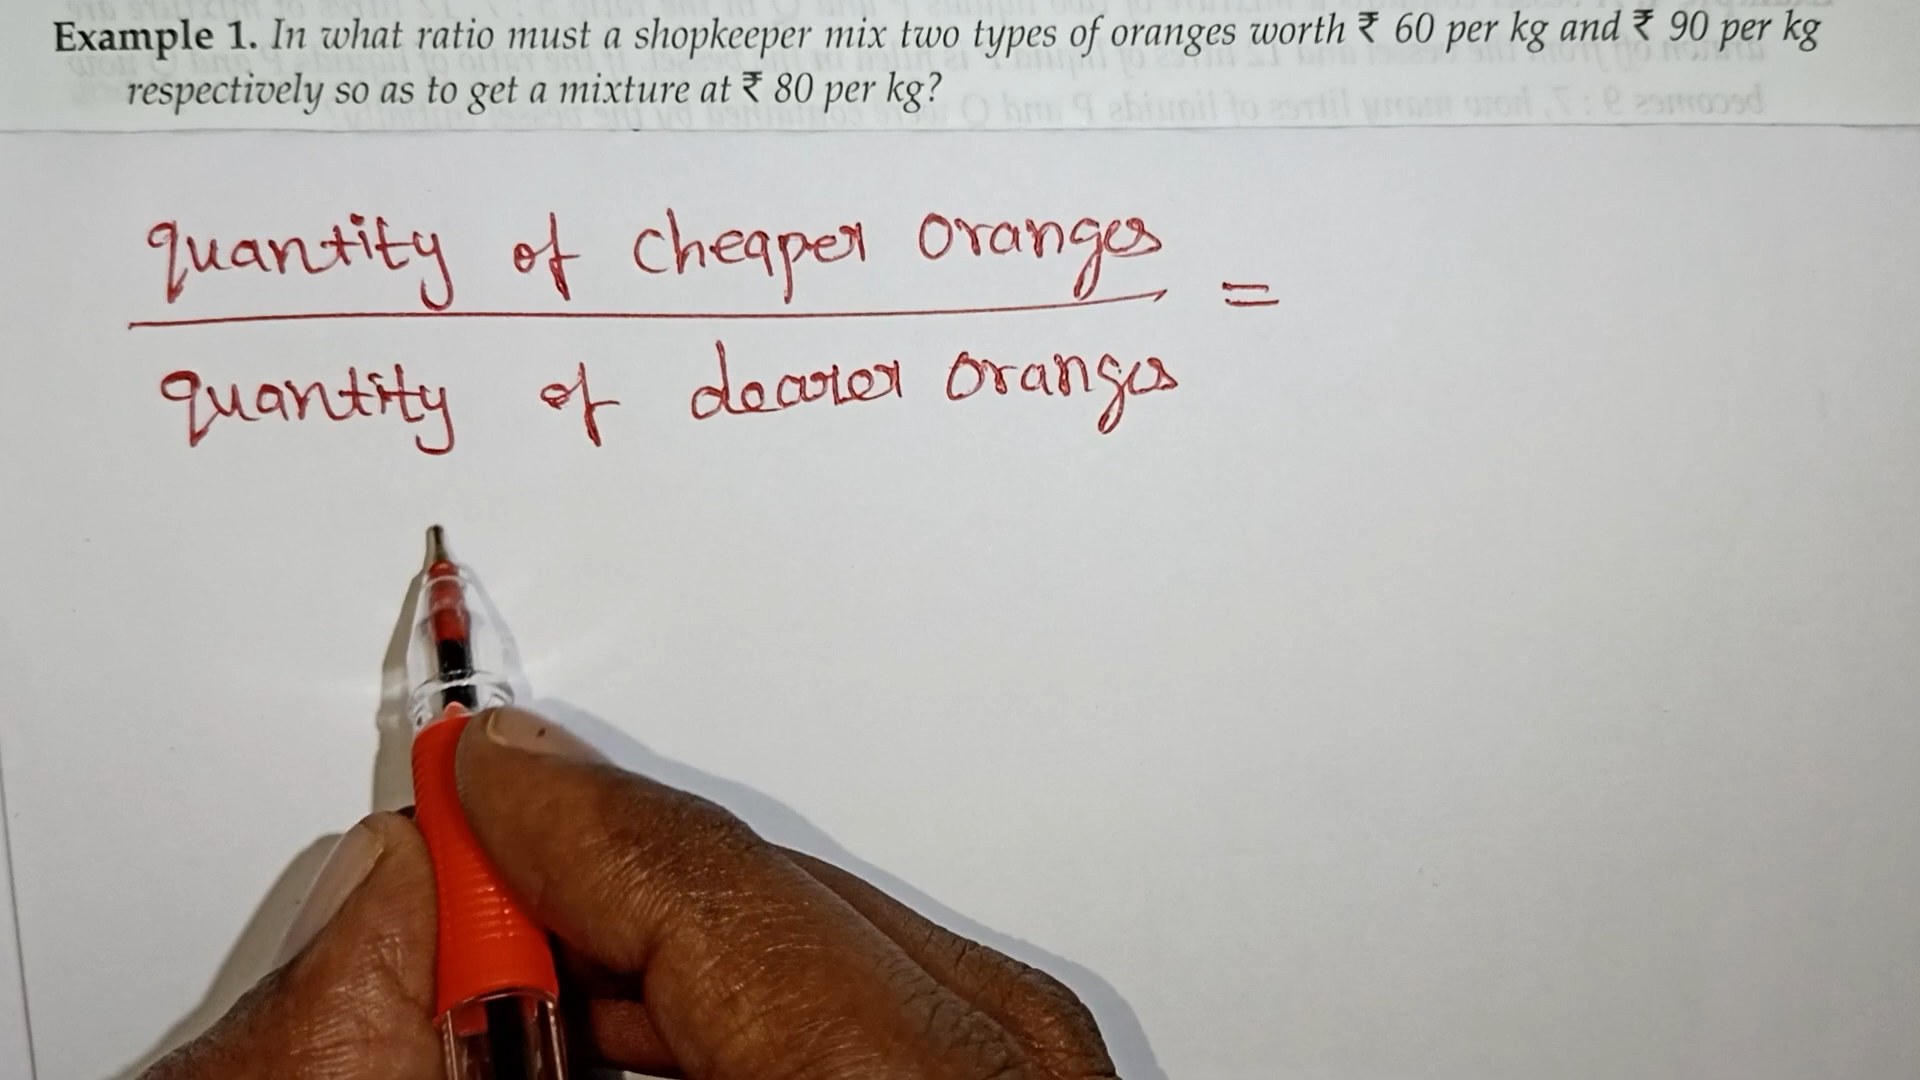 Example 1. In what ratio must a shopkeeper mix two types of oranges worth ₹ 60 per kg and ₹ 90 per kg
respectively so as to get a mixture at ₹ 80 per kg?
quantity of cheaper oranges
=
quantity of dearer oranges